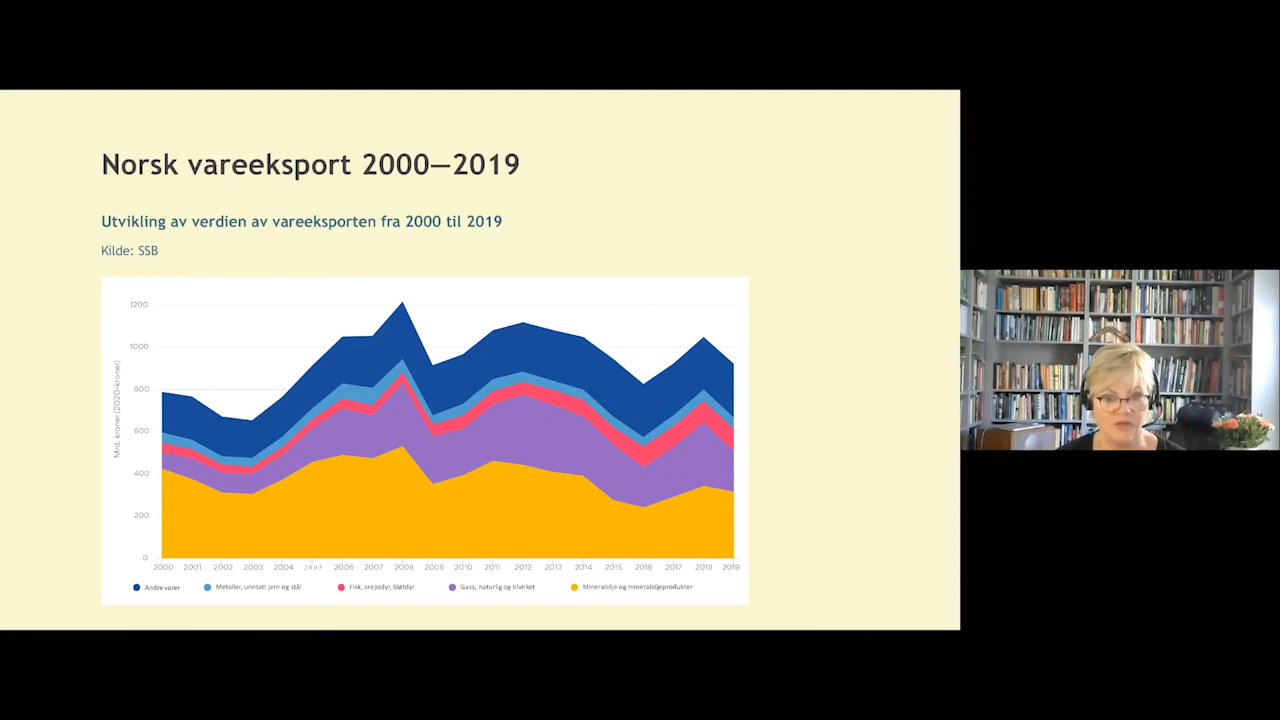 Norsk vareeksport 2000—2019
Utvikling av verdien av vareeksporten fra 2000 til 2019
Kilde: SSB
Mrd. kroner(2020-kroner)
1200
1000
800
600
400
200
0
2000 2001 2002 2003 2004 2005 2006 2007 2008 2009 2010 2011 2012 2013 2014 2015 2016 2017 2018 2019
Andre varer Metaller, unntatt jern og stål Fisk, krepsdyr, bløtdyr Gass, naturlig og tilvirket Mineralolje og mineraloljeprodukter